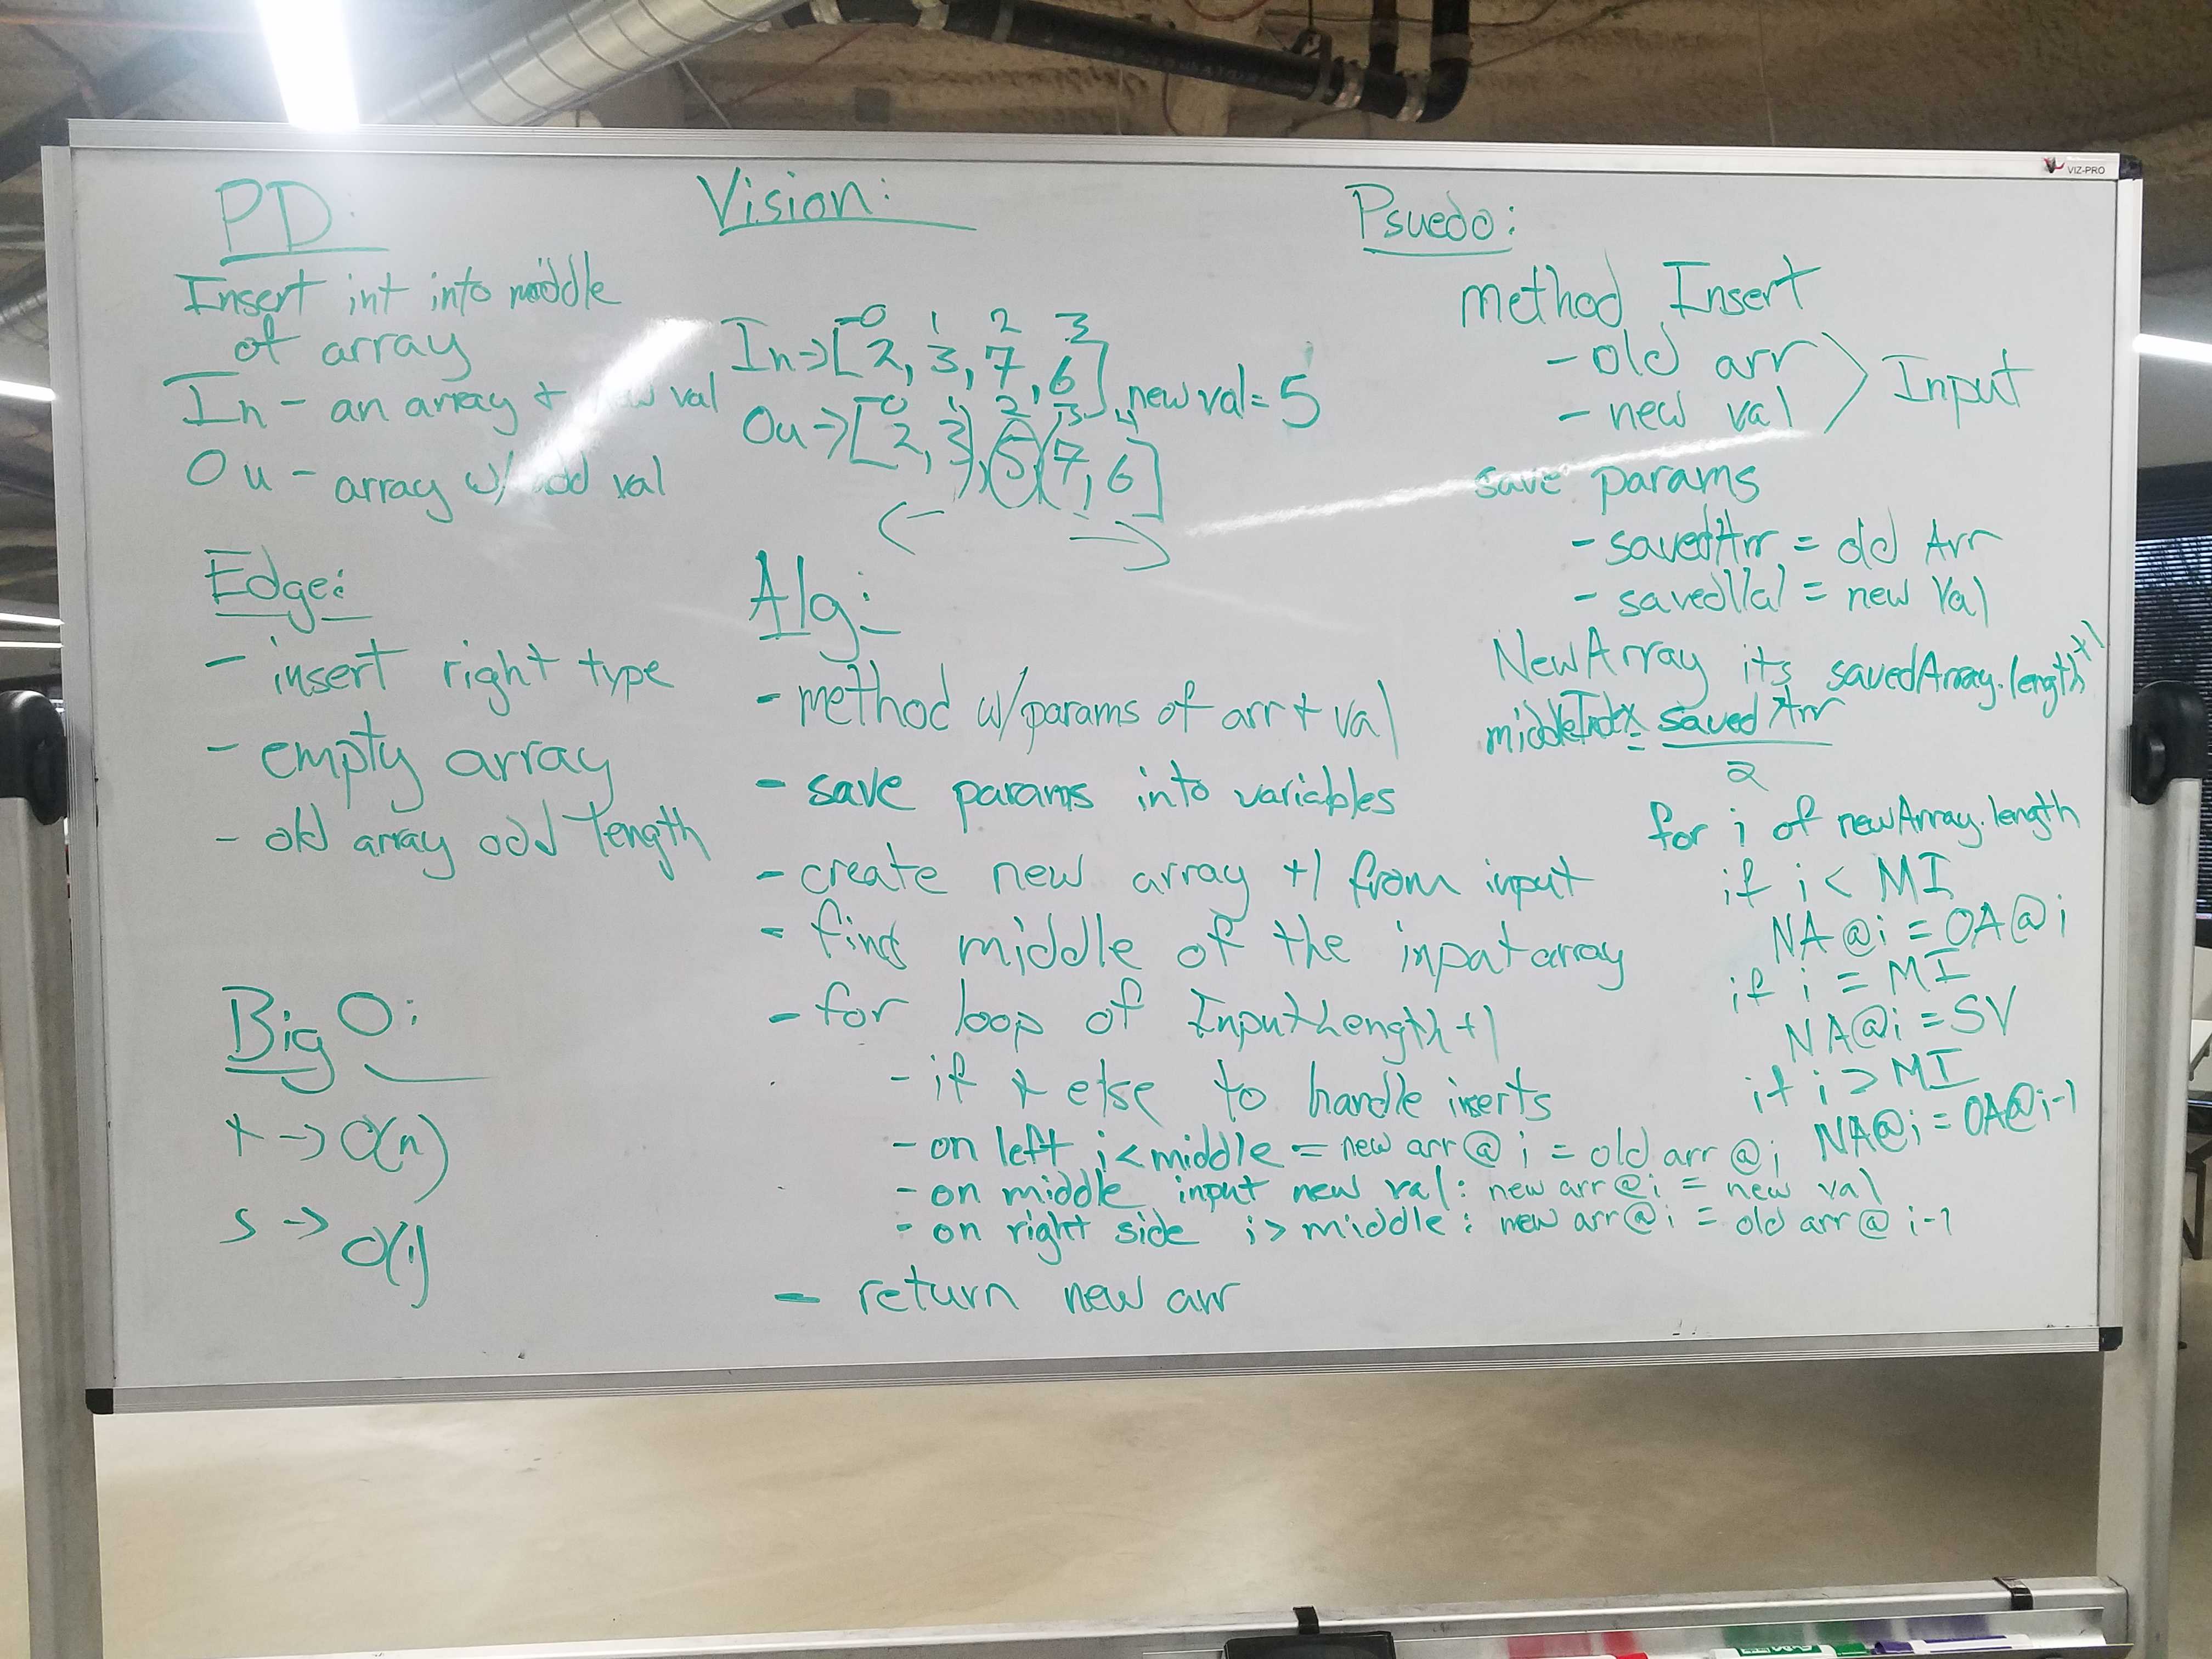 VIZ-PRO
PD:
Insert int into middle
of array
In - an array + new val
Ou - array w/ add val
Edge:
- insert right type
- empty array
- old array odd length
Big O:
t -> O(n)
s -> O(1)
Vision:
0 1 2 3
In => [2, 3, 7, 6], new val = 5
0 1 2 3 4
Ou => [2, 3), (5), (7, 6]
<- ->
Alg:
- method w/params of arr + val
- save params into variables
- create new array +1 from input
- find middle of the input array
- for loop of InputLength +1
- if + else to handle inserts
- on left i < middle = new arr @ i = old arr @ i
- on middle input new val: new arr @ i = new val
- on right side i > middle: new arr @ i = old arr @ i-1
- return new arr
Psuedo:
method Insert
- old arr
- new val > Input
save params
- savedArr = old Arr
- savedVal = new Val
NewArray its savedArray.length +1
middleIndex = saved Arr
2
for i of newArray.length
if i < MI
NA @ i = OA @ i
if i = MI
NA @ i = SV
if i > MI
NA @ i = OA @ i-1